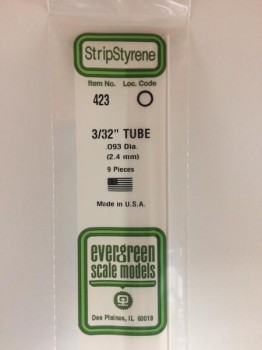 StripStyrene
Item No. Loc. Code
423
3/32" TUBE
.093 Dia.
(2.4 mm)
9 Pieces
Made in U.S.A.
evergreen
scale models
Des Plaines, IL 60018